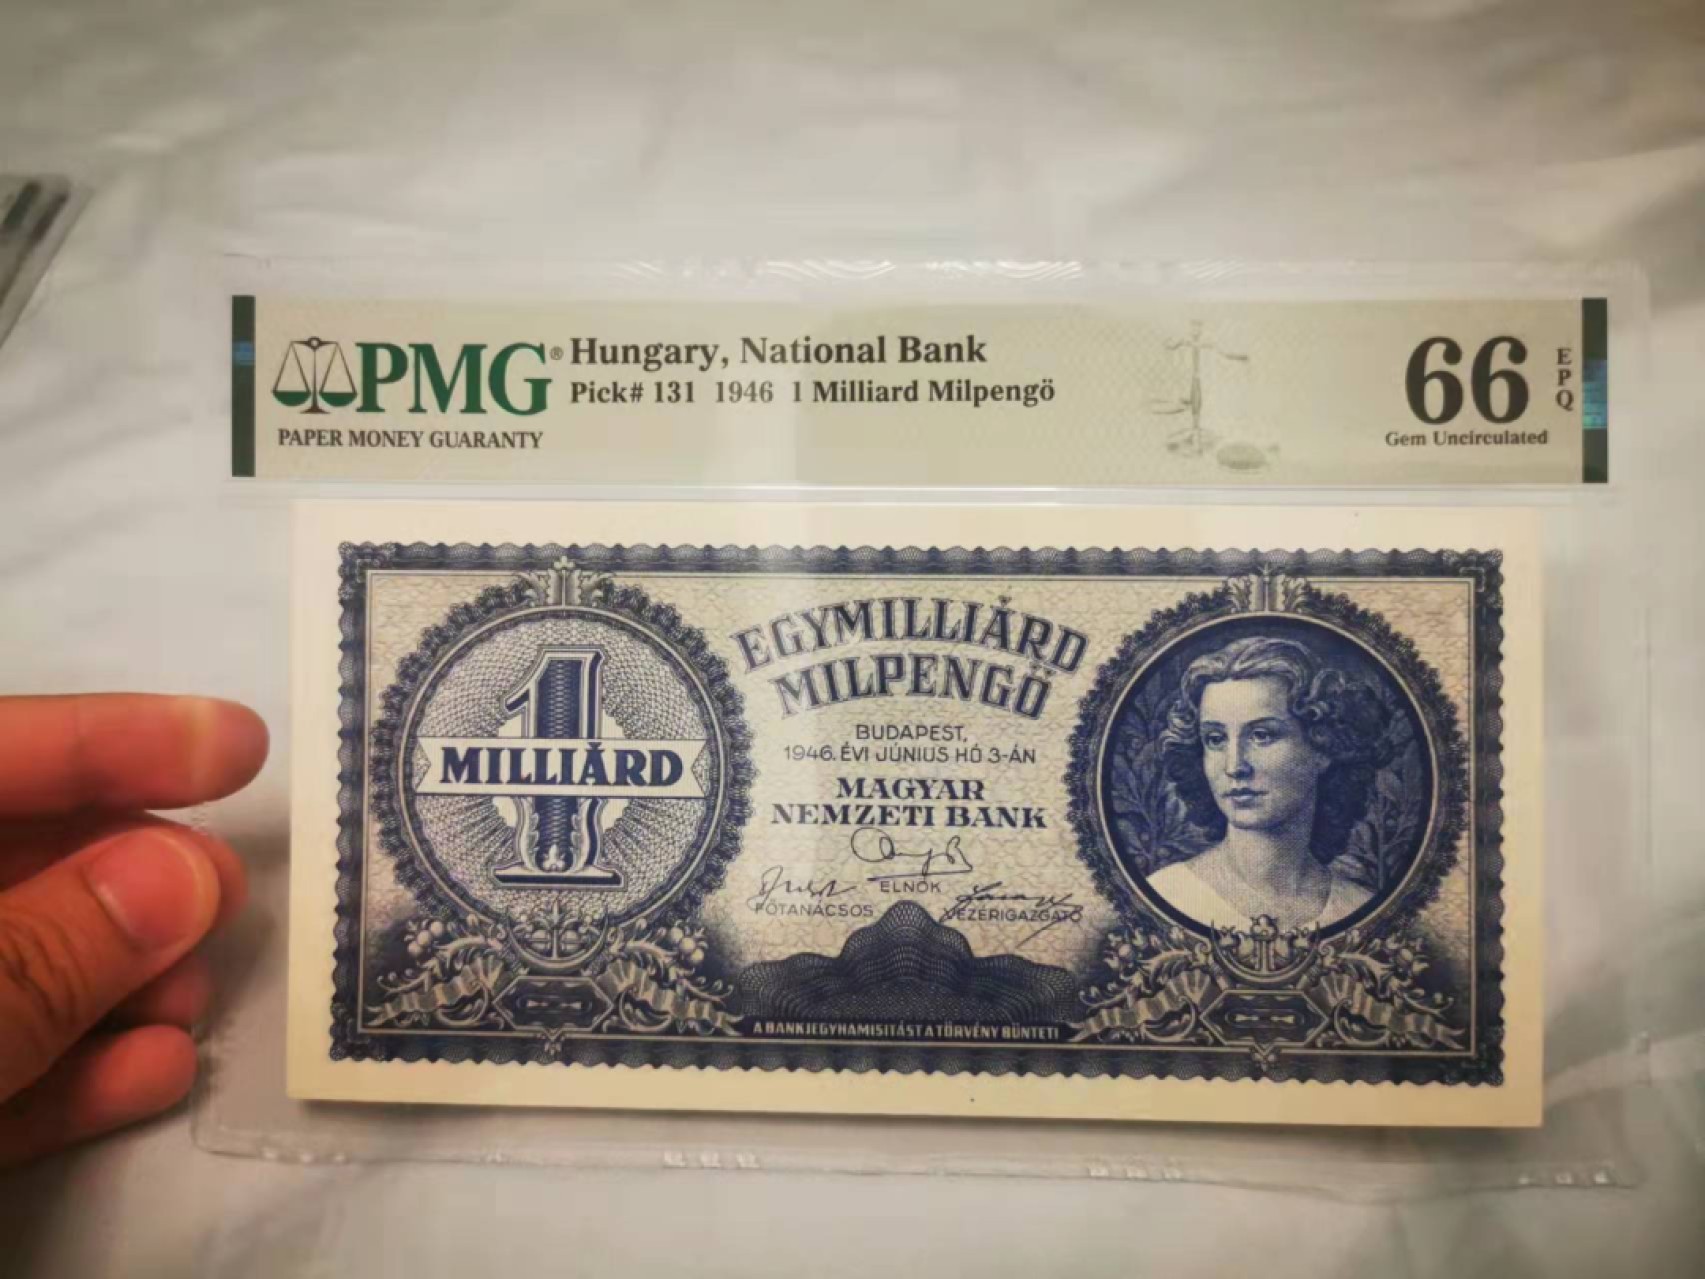 PMG®
PAPER MONEY GUARANTY
Hungary, National Bank
Pick# 131 1946 1 Milliard Milpengö
66
EPQ
Gem Uncirculated
1
MILLIÁRD
EGYMILLIÁRD
MILPENGŐ
BUDAPEST,
1946. ÉVI JÚNIUS HÓ 3-ÁN
MAGYAR
NEMZETI BANK
ELNÖK
FŐTANÁCSOS
VEZÉRIGAZGATÓ
A BANKJEGYHAMISITÁST A TÖRVÉNY BÜNTETI